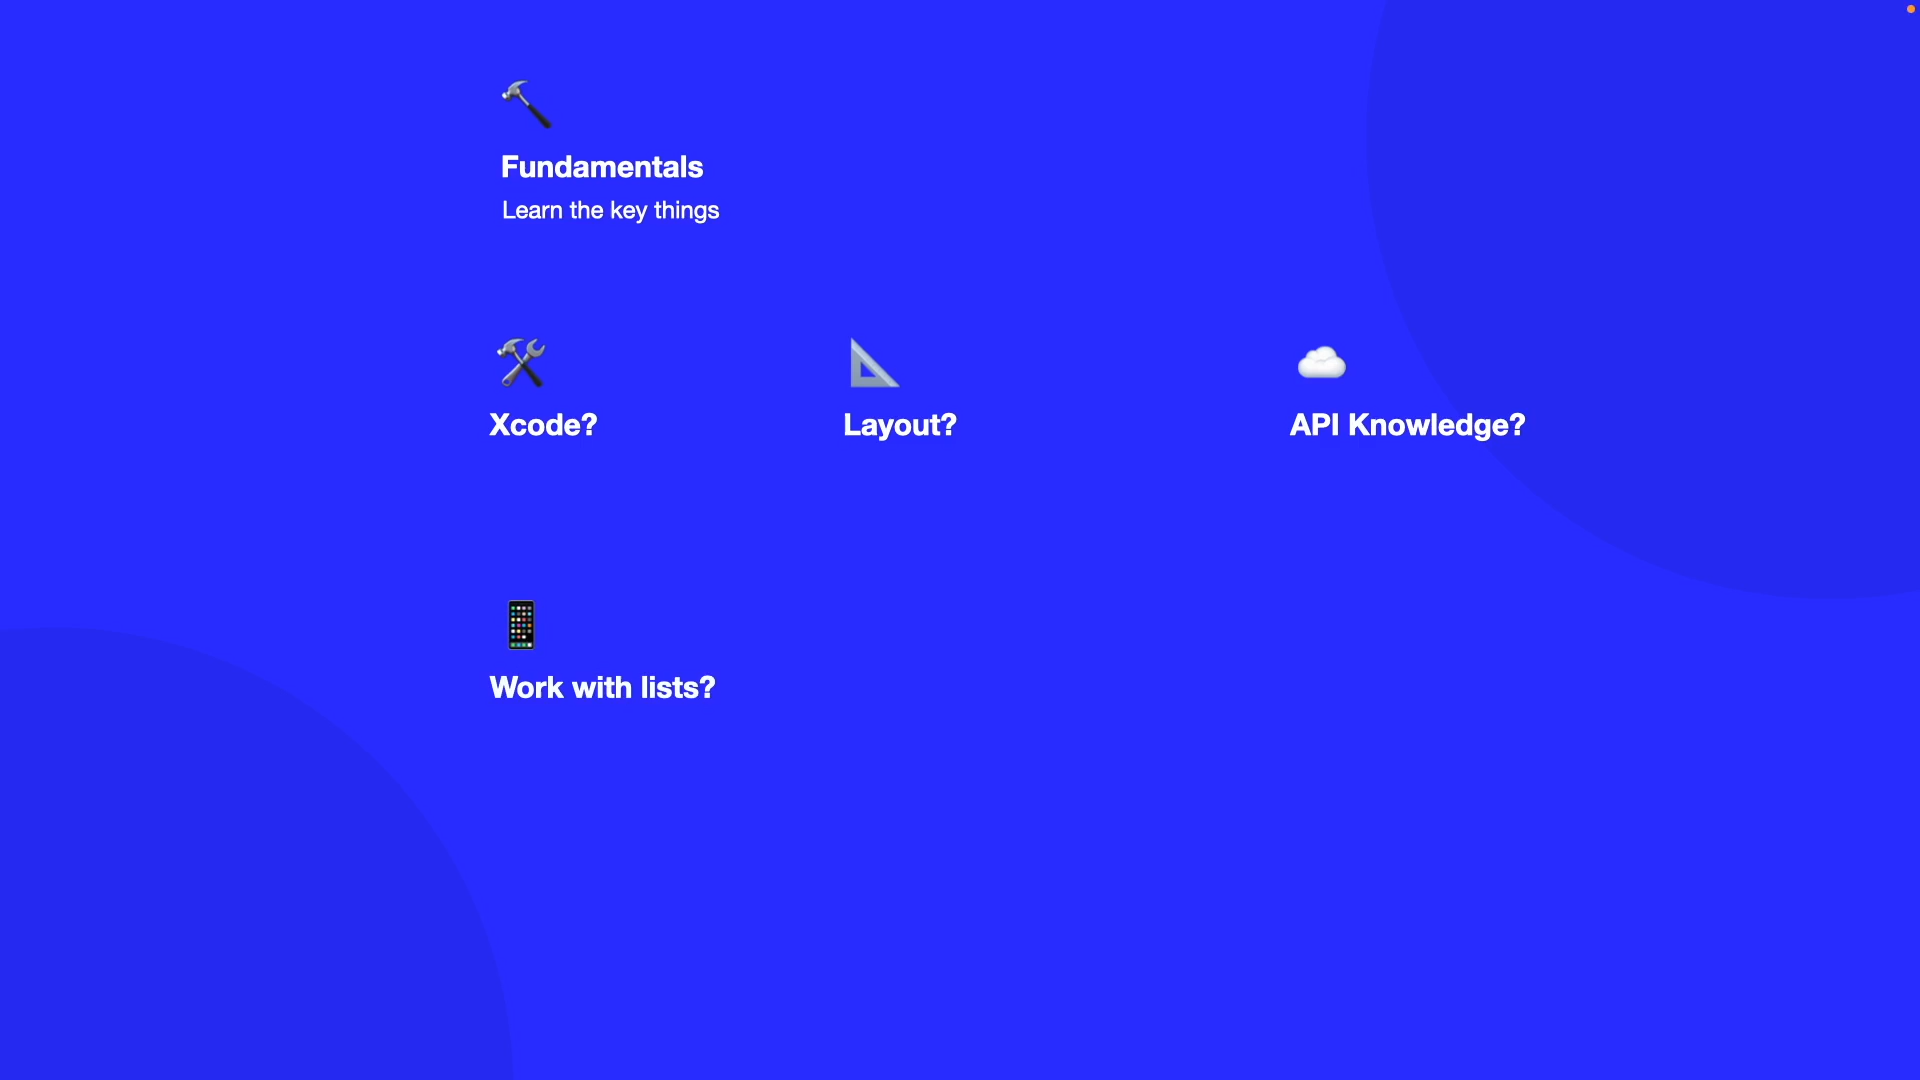 Fundamentals
Learn the key things
Xcode?
Layout?
API Knowledge?
Work with lists?